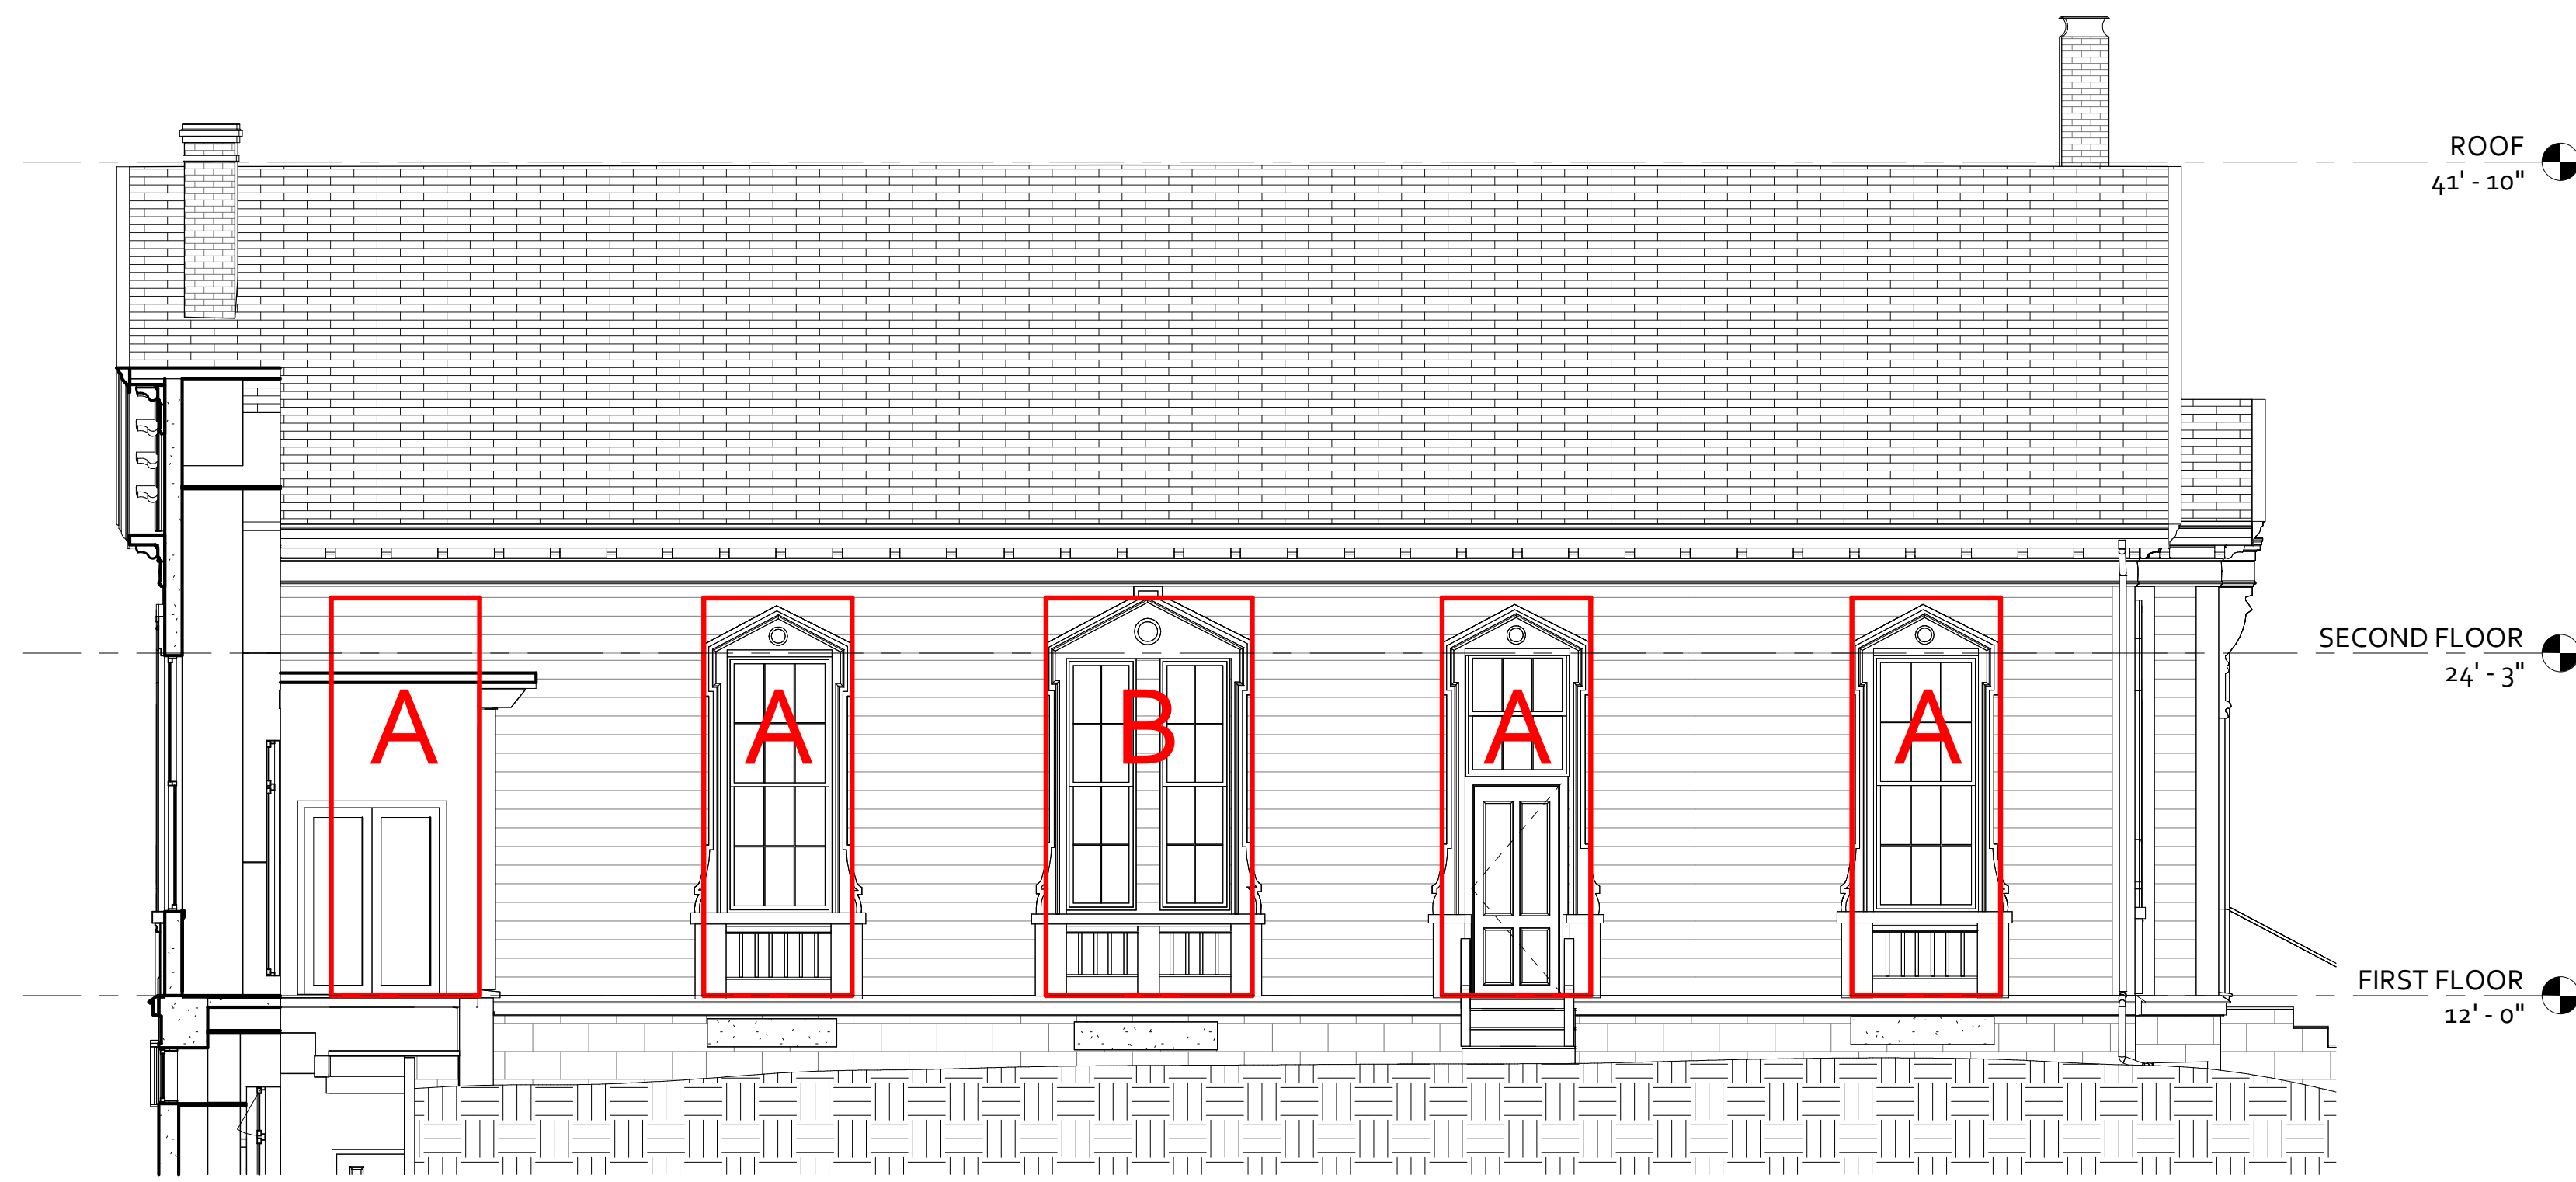 ROOF
41' - 10"
SECOND FLOOR
24' - 3"
A A B A A
FIRST FLOOR
12' - 0"